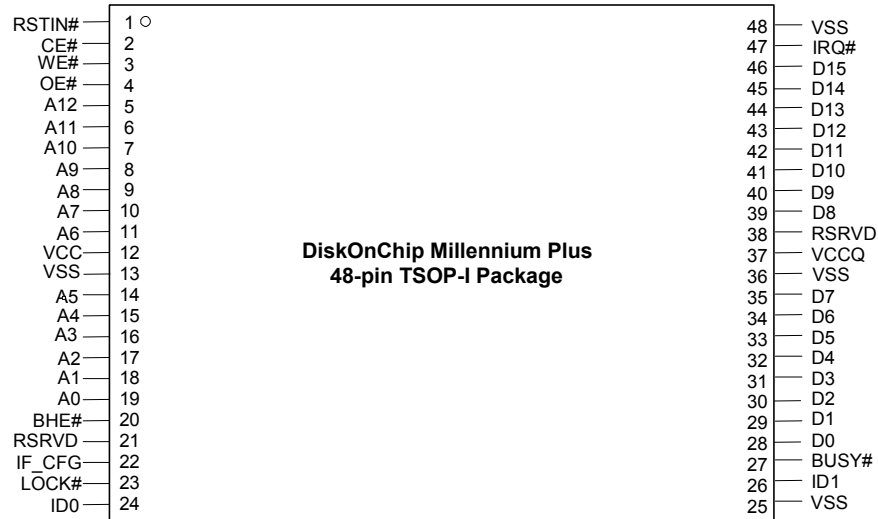 RSTIN# 1 48 VSS
CE# 2 47 IRQ#
WE# 3 46 D15
OE# 4 45 D14
A12 5 44 D13
A11 6 43 D12
A10 7 42 D11
A9 8 41 D10
A8 9 40 D9
A7 10 39 D8
A6 11 38 RSRVD
VCC 12 37 VCCQ
VSS 13 36 VSS
DiskOnChip Millennium Plus
48-pin TSOP-I Package
A5 14 35 D7
A4 15 34 D6
A3 16 33 D5
A2 17 32 D4
A1 18 31 D3
A0 19 30 D2
BHE# 20 29 D1
RSRVD 21 28 D0
IF_CFG 22 27 BUSY#
LOCK# 23 26 ID1
ID0 24 25 VSS